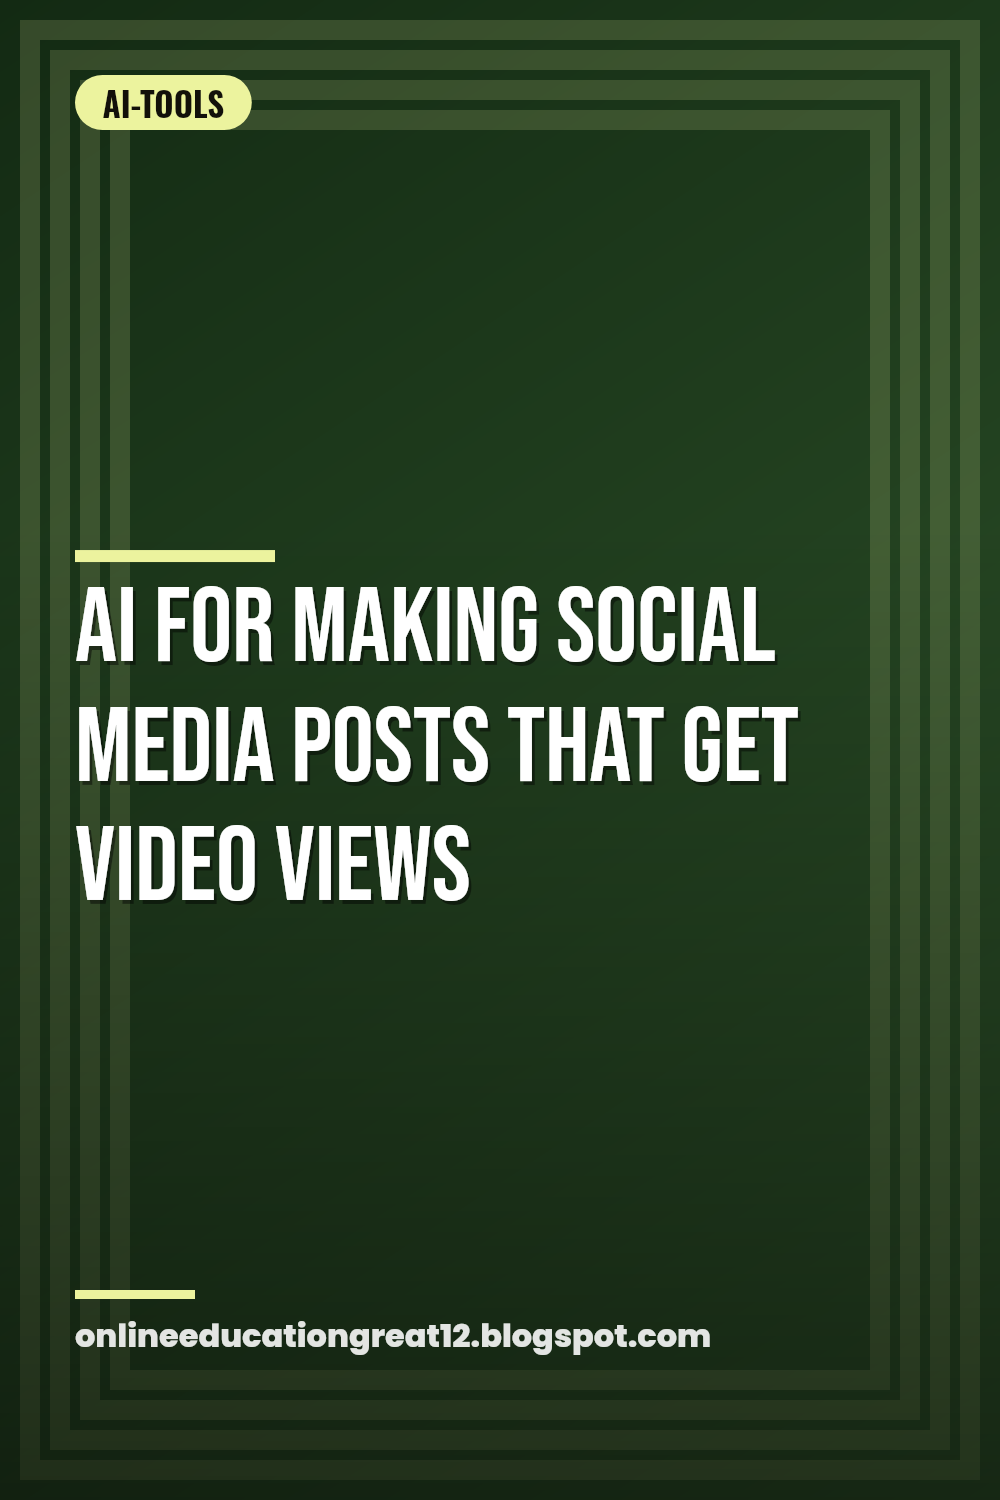 AI-TOOLS
AI FOR MAKING SOCIAL
MEDIA POSTS THAT GET
VIDEO VIEWS
onlineeducationgreat12.blogspot.com